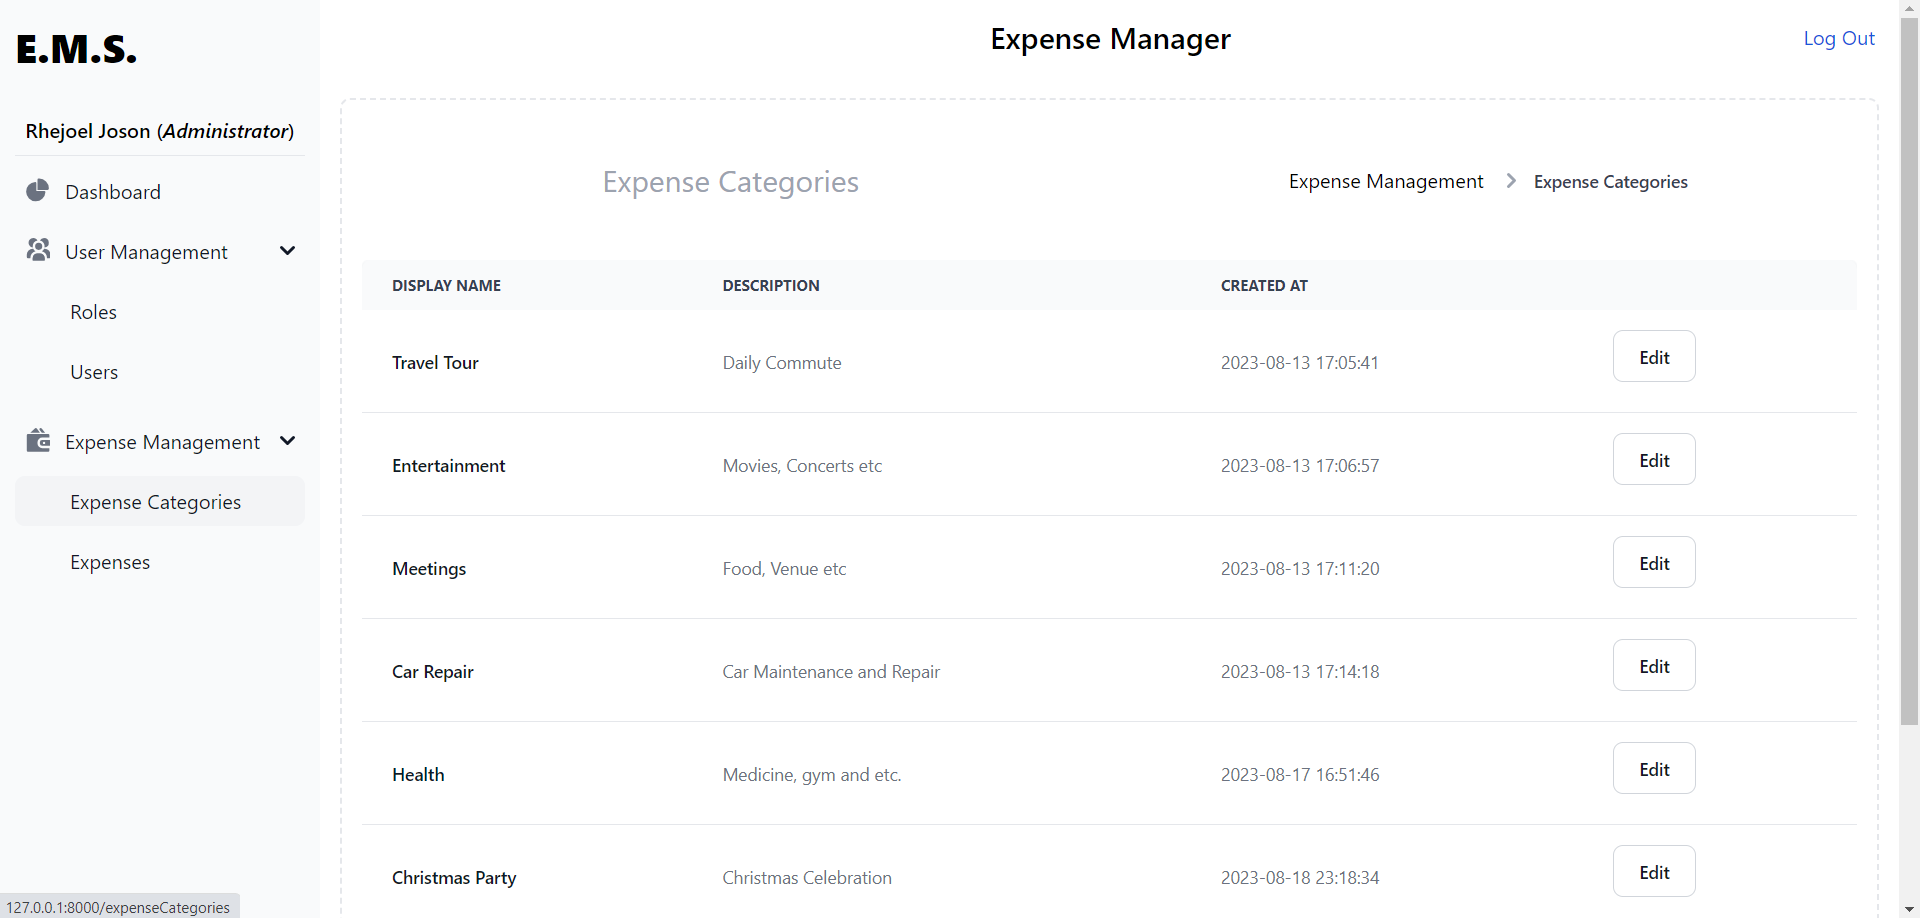 E.M.S.
Expense Manager
Log Out
Rhejoel Joson (Administrator)
Dashboard
User Management
Roles
Users
Expense Management
Expense Categories
Expenses
Expense Categories
Expense Management > Expense Categories
DISPLAY NAME DESCRIPTION CREATED AT
Travel Tour Daily Commute 2023-08-13 17:05:41 Edit
Entertainment Movies, Concerts etc 2023-08-13 17:06:57 Edit
Meetings Food, Venue etc 2023-08-13 17:11:20 Edit
Car Repair Car Maintenance and Repair 2023-08-13 17:14:18 Edit
Health Medicine, gym and etc. 2023-08-17 16:51:46 Edit
Christmas Party Christmas Celebration 2023-08-18 23:18:34 Edit
127.0.0.1:8000/expenseCategories